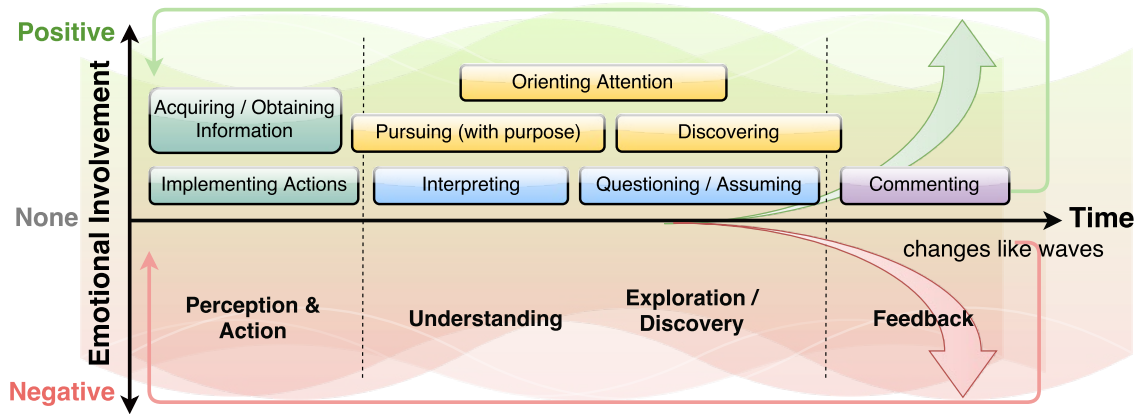 Positive
Emotional Involvement
None
Negative
Orienting Attention
Acquiring / Obtaining
Information
Pursuing (with purpose)
Discovering
Implementing Actions
Interpreting
Questioning / Assuming
Commenting
Time
changes like waves
Perception &
Action
Understanding
Exploration /
Discovery
Feedback